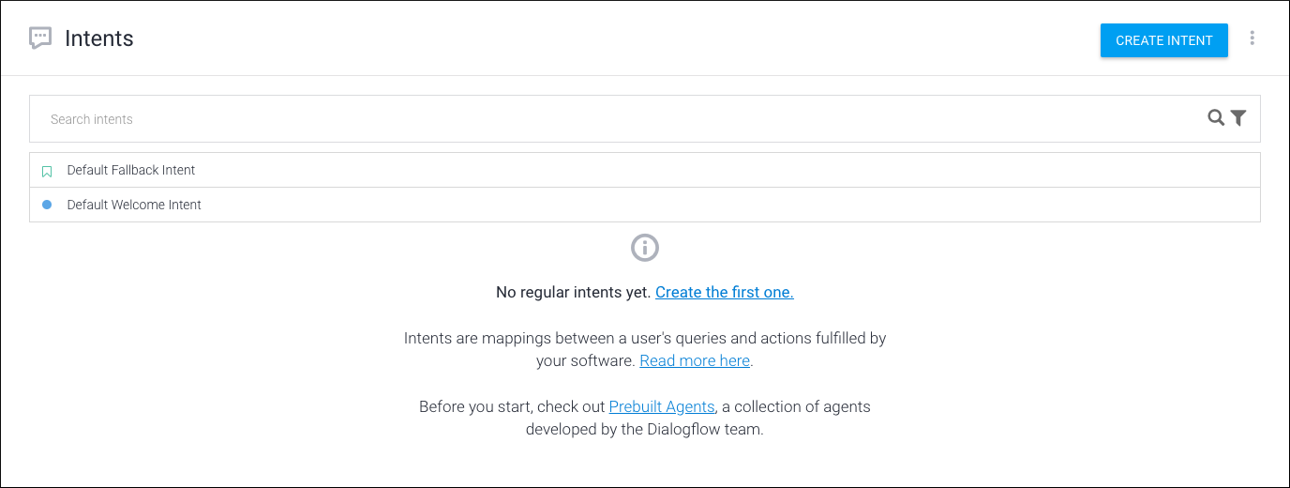 Intents
CREATE INTENT
Search intents
Default Fallback Intent
Default Welcome Intent
No regular intents yet. Create the first one.
Intents are mappings between a user's queries and actions fulfilled by
your software. Read more here.
Before you start, check out Prebuilt Agents, a collection of agents
developed by the Dialogflow team.